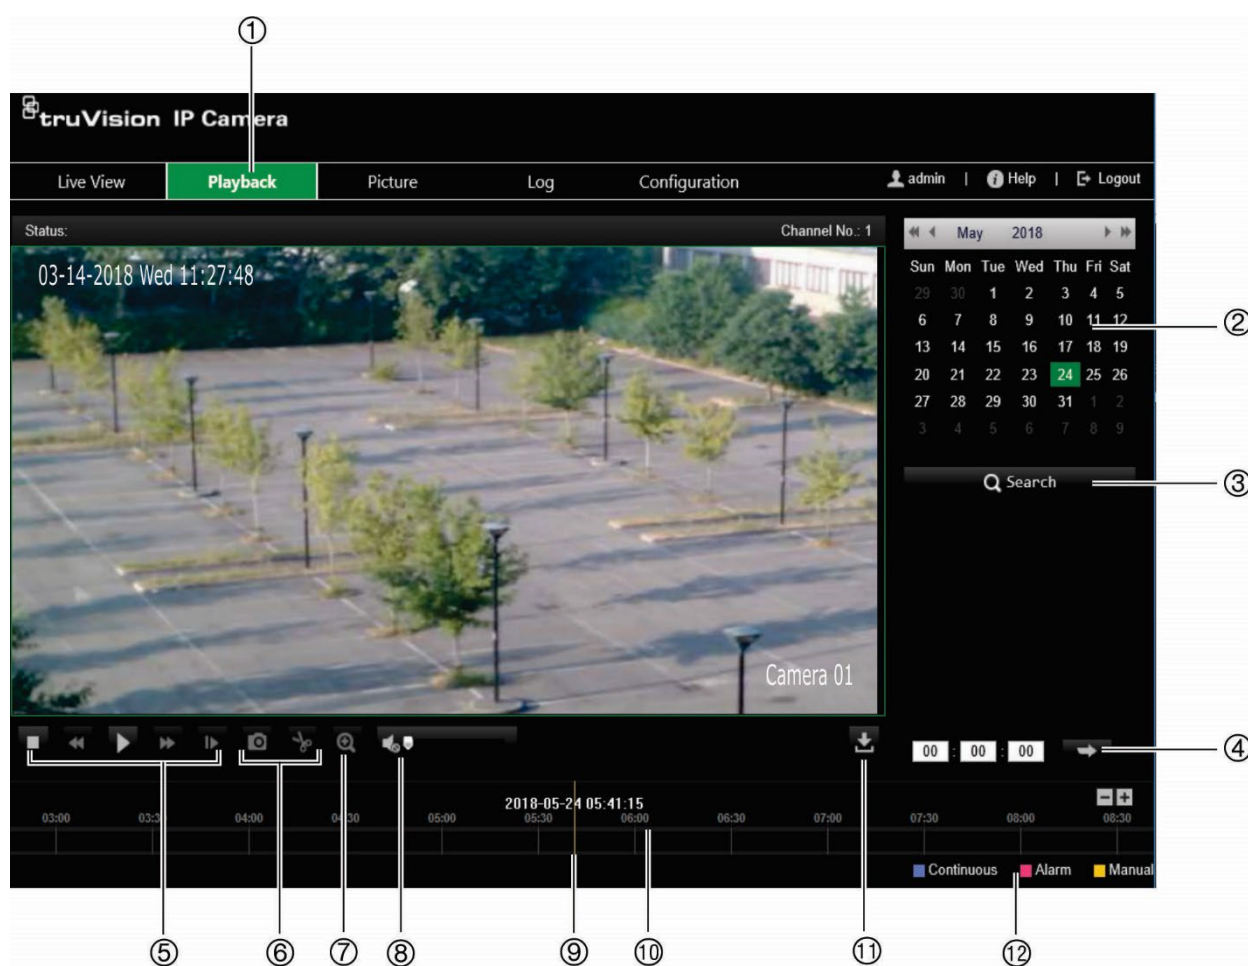 ①
truVision IP Camera
Live View Playback Picture Log Configuration admin | Help | Logout
Status: Channel No.: 1
May 2018
03-14-2018 Wed 11:27:48
Sun Mon Tue Wed Thu Fri Sat
29 30 1 2 3 4 5
6 7 8 9 10 11 12
②
13 14 15 16 17 18 19
20 21 22 23 24 25 26
27 28 29 30 31 1 2
3 4 5 6 7 8 9
Search
③
Camera 01
00 : 00 : 00
④
2018-05-24 05:41:15
03:00 03:3 04:00 04:30 05:00 05:30 06:00 06:30 07:00 07:30 08:00 08:30
Continuous Alarm Manual
⑤ ⑥ ⑦ ⑧ ⑨ ⑩ ⑪ ⑫